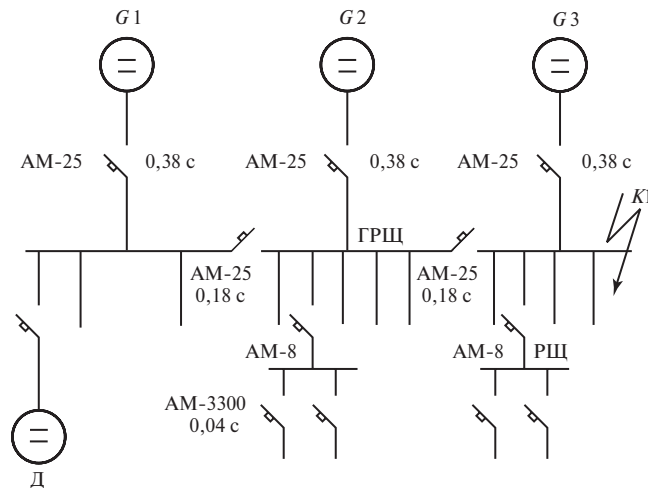 G1 G2 G3
АМ-25 0,38 с АМ-25 0,38 с АМ-25 0,38 с
К1
ГРЩ
АМ-25 АМ-25
0,18 с 0,18 с
АМ-8 АМ-8 РЩ
АМ-3300
0,04 с
Д